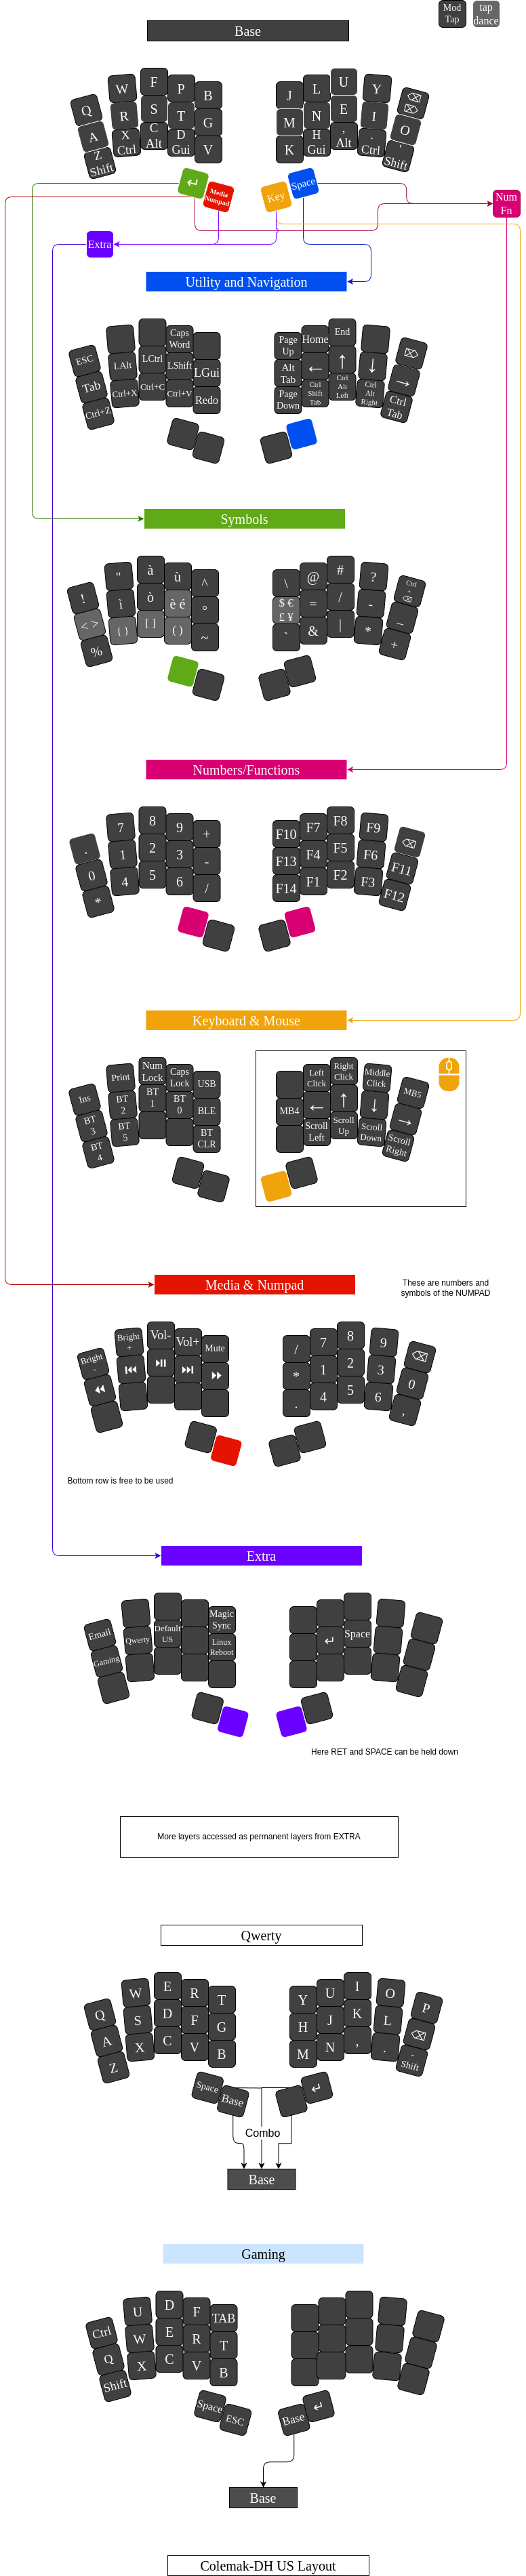 Mod
Tap
tap
dance
Base
Q W F P B J L U Y ⌫
⌦
A R S T G M N E I O
Z
Shift
X
Ctrl
C
Alt
D
Gui
V K H
Gui
,
Alt
.
Ctrl
'
Shift
↵ Media
Numpad
Key Space
Num
Fn
Extra
Utility and Navigation
ESC Caps
Word
Page
Up
Home End ⌦
Tab LAlt LCtrl LShift LGui Alt
Tab
← ↑ ↓ →
Ctrl+Z Ctrl+X Ctrl+C Ctrl+V Redo Page
Down
Ctrl
Shift
Tab
Ctrl
Alt
Left
Ctrl
Alt
Right
Ctrl
Tab
Symbols
! " à ù ^ \ @ # ? Ctrl
+
⌫
< > ì ò è é ° $ €
£ ¥
= / - _
% { } [ ] ( ) ~ ` & | * +
Numbers/Functions
. 7 8 9 + F10 F7 F8 F9 ⌫
0 1 2 3 - F13 F4 F5 F6 F11
* 4 5 6 / F14 F1 F2 F3 F12
Keyboard & Mouse
Ins Print Num
Lock
Caps
Lock
USB Left
Click
Right
Click
Middle
Click
MB5
BT
3
BT
2
BT
1
BT
0
BLE MB4 ← ↑ ↓ →
BT
4
BT
5
BT
CLR
Scroll
Left
Scroll
Up
Scroll
Down
Scroll
Right
Media & Numpad
These are numbers and
symbols of the NUMPAD
Bright
-
Bright
+
Vol- Vol+ Mute / 7 8 9 ⌫
⏪ ⏮ ⏯ ⏭ ⏩ * 1 2 3 0
. 4 5 6 ,
Bottom row is free to be used
Extra
Email Magic
Sync
Gaming Qwerty Default
US
Linux
Reboot
↵ Space
Here RET and SPACE can be held down
More layers accessed as permanent layers from EXTRA
Qwerty
Q W E R T Y U I O P
A S D F G H J K L ⌫
Z X C V B M N , . -
Shift
Space Base ↵
Combo
Base
Gaming
Ctrl U D F TAB
Q W E R T
Shift X C V B
Space ESC Base ↵
Base
Colemak-DH US Layout